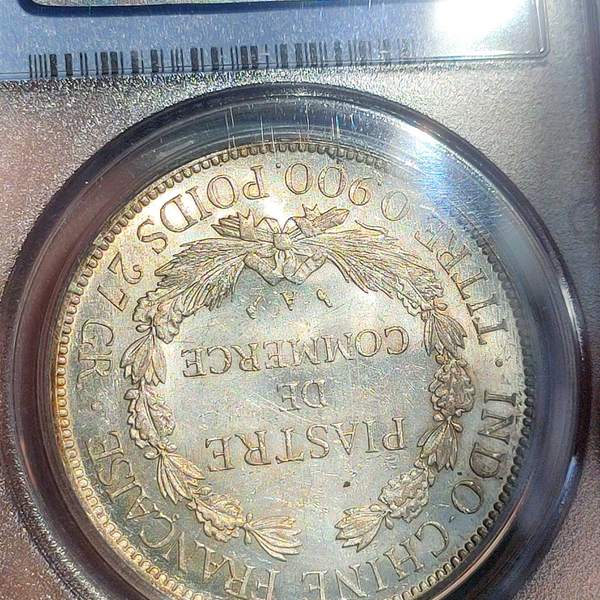 INDO-CHINE FRANÇAISE
PIASTRE
DE
COMMERCE
A
TITRE 0.900. POIDS 27 GR.